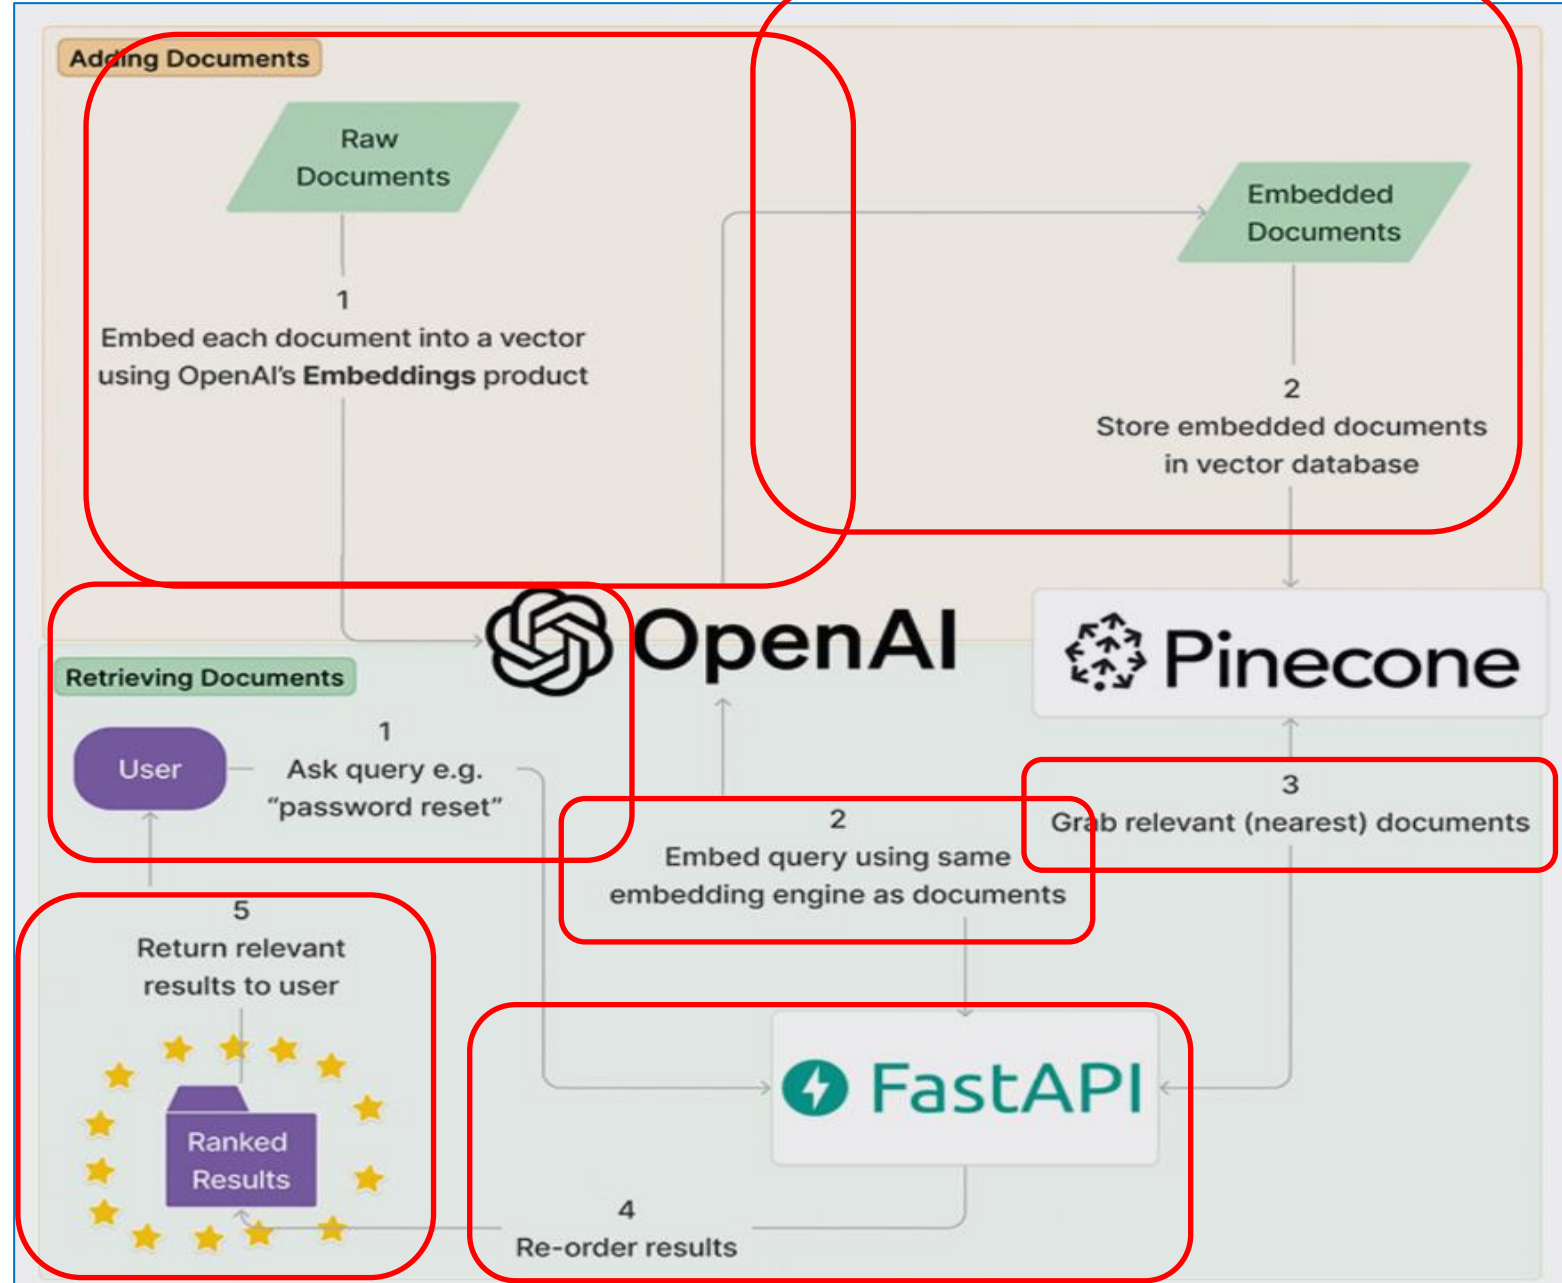 Adding Documents
Raw
Documents
1
Embed each document into a vector
using OpenAI's Embeddings product
Embedded
Documents
2
Store embedded documents
in vector database
OpenAI
Pinecone
Retrieving Documents
User
1
Ask query e.g.
“password reset”
2
Embed query using same
embedding engine as documents
3
Grab relevant (nearest) documents
FastAPI
4
Re-order results
5
Return relevant
results to user
Ranked
Results